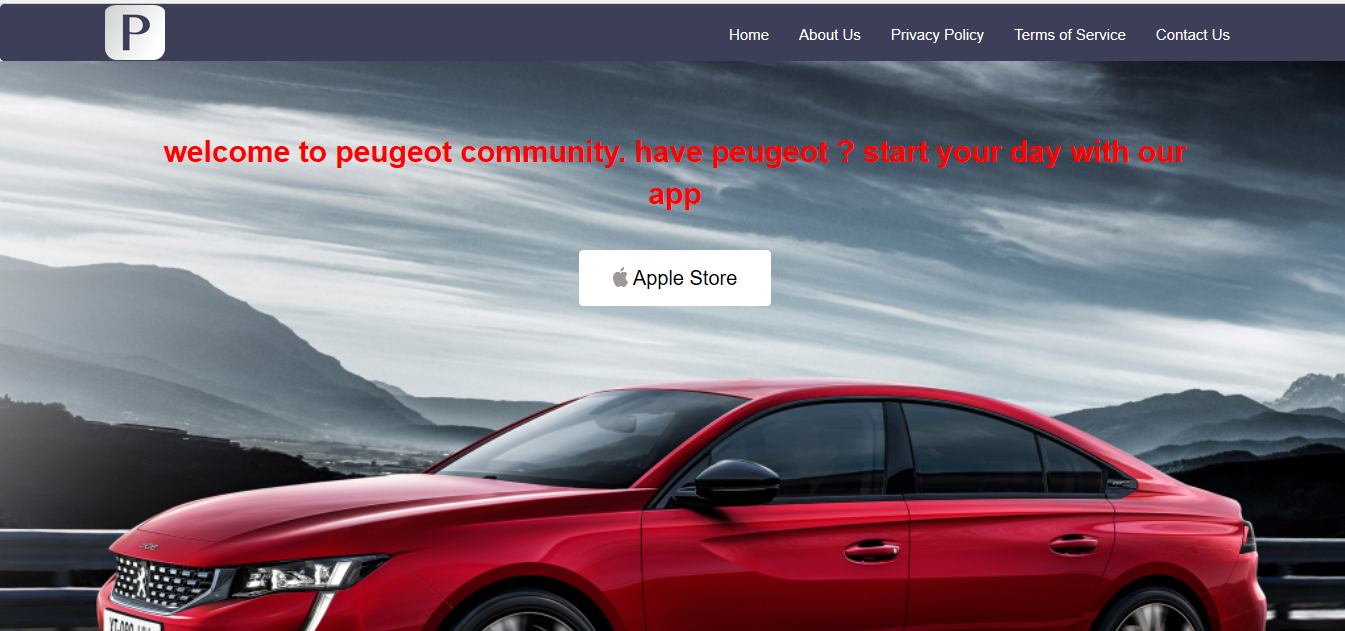 P
Home About Us Privacy Policy Terms of Service Contact Us
welcome to peugeot community. have peugeot ? start your day with our
app
Apple Store
508